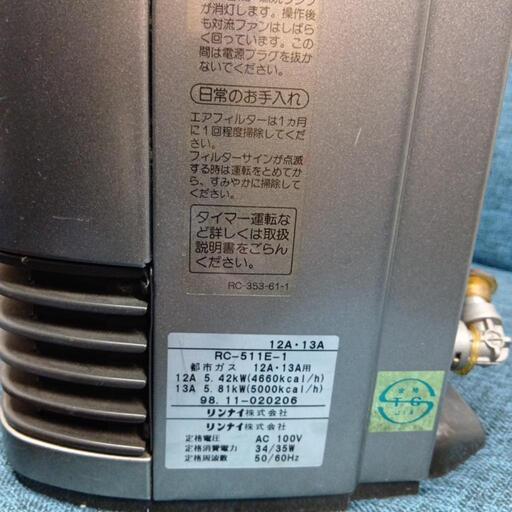 が消灯します。操作後
も対流ファンはしばら
く回っています。この
間は電源プラグを抜か
ないでください。
日常のお手入れ
エアフィルターは1ヵ月
に1回程度掃除してくだ
さい。
フィルターサインが点滅
する時は運転をとめてか
ら、すみやかに掃除して
ください。
タイマー運転な
ど詳しくは取扱
説明書をごらん
ください。
RC-353-61-1
12A・13A
RC-511E-1
都市ガス 12A・13A用
12A 5.42kW(4660kcal/h)
13A 5.81kW(5000kcal/h)
98.11-020206
リンナイ株式会社
リンナイ株式会社
定格電圧 AC 100V
定格消費電力 34/35W
定格周波数 50/60Hz
TG